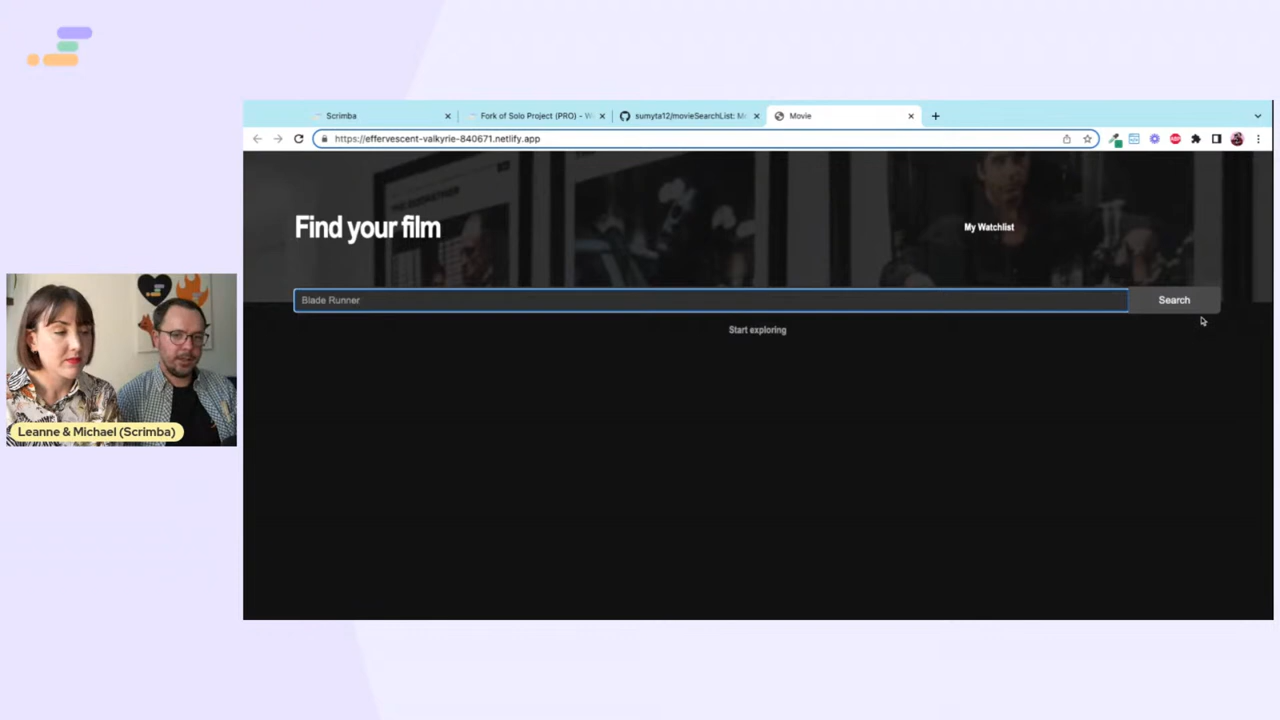 Scrimba
Fork of Solo Project (PRO) - W
sumyta12/movieSearchList: M
Movie
https://effervescent-valkyrie-840671.netlify.app
Find your film
My Watchlist
Blade Runner
Search
Start exploring
Leanne & Michael (Scrimba)